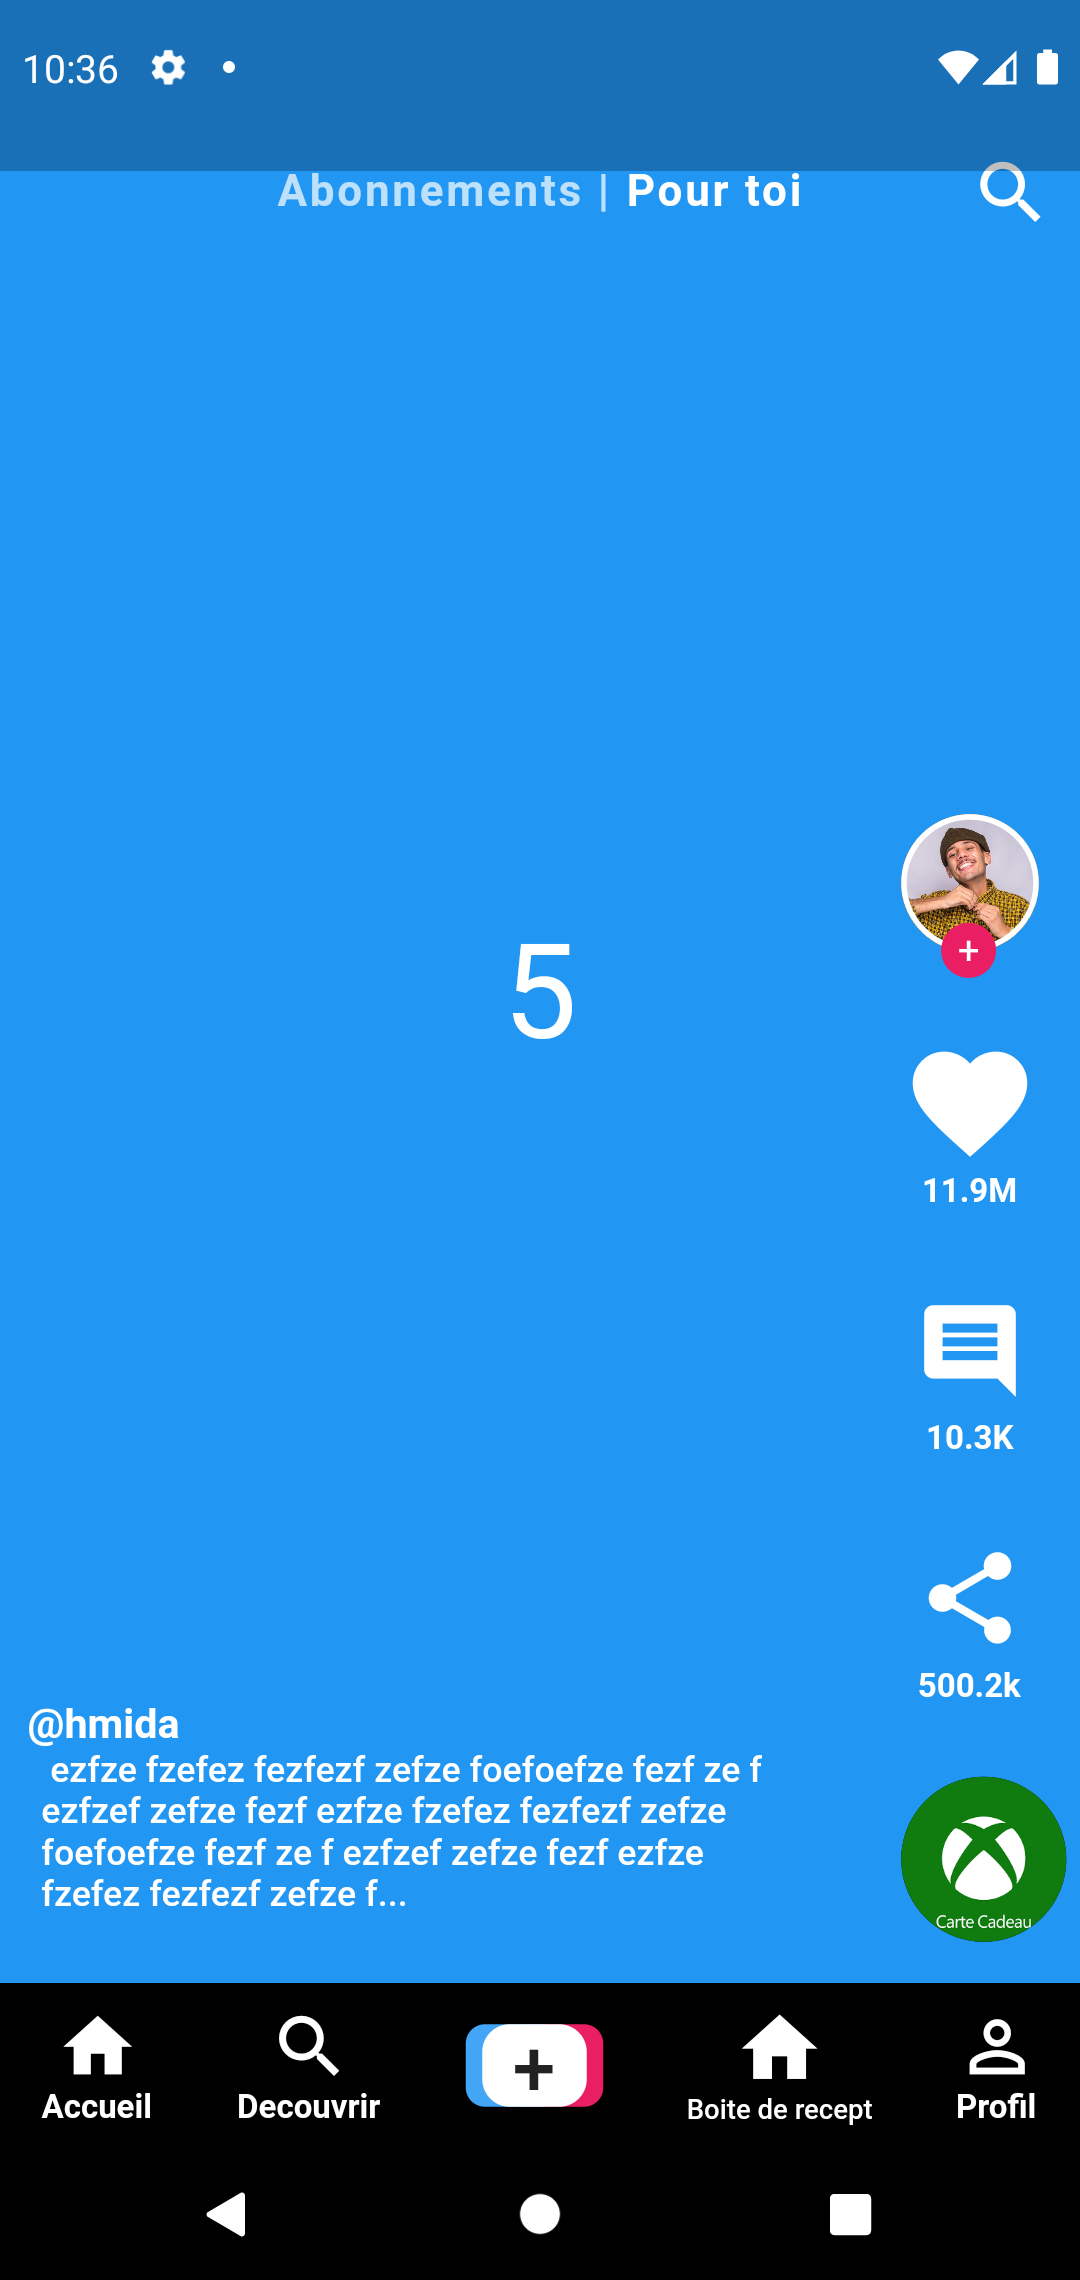 10:36
Abonnements | Pour toi
5
11.9M
10.3K
500.2k
@hmida
ezfze fzefez fezfezf zefze foefoefze fezf ze f
ezfzef zefze fezf ezfze fzefez fezfezf zefze
foefoefze fezf ze f ezfzef zefze fezf ezfze
fzefez fezfezf zefze f...
Carte Cadeau
Accueil
Decouvrir
Boite de recept
Profil